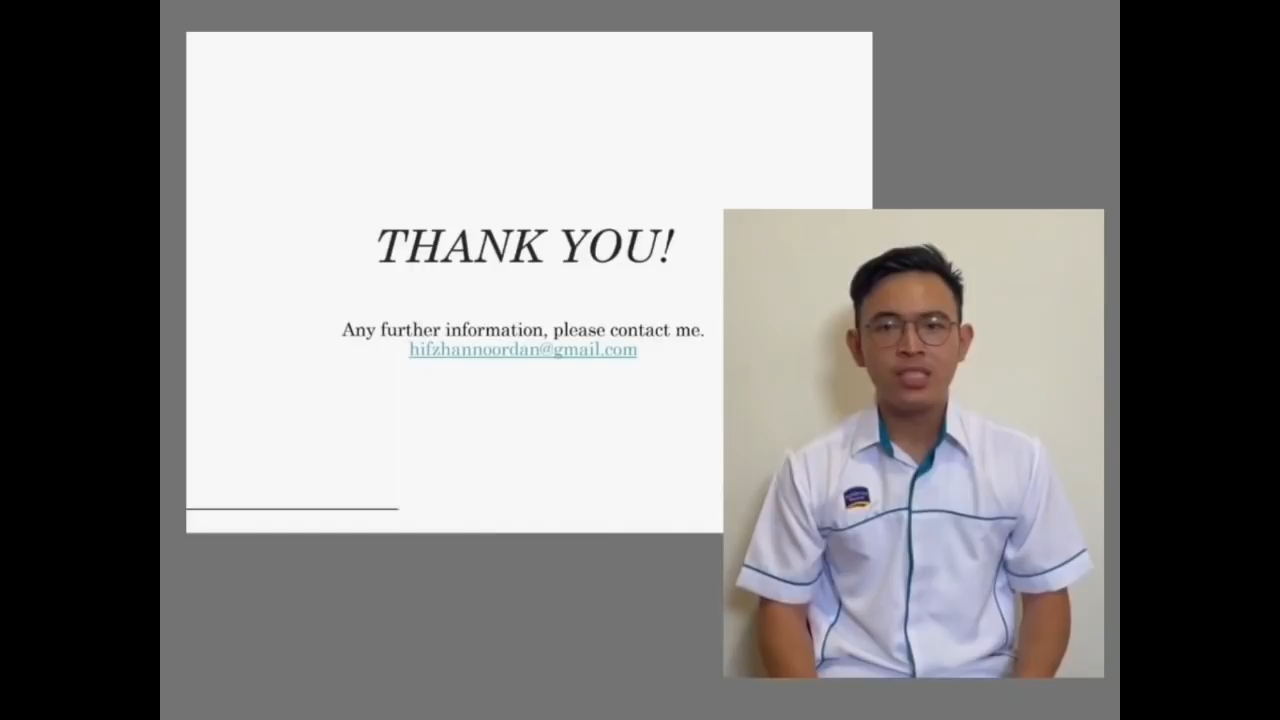 THANK YOU!
Any further information, please contact me.
hifzhannoordan@gmail.com